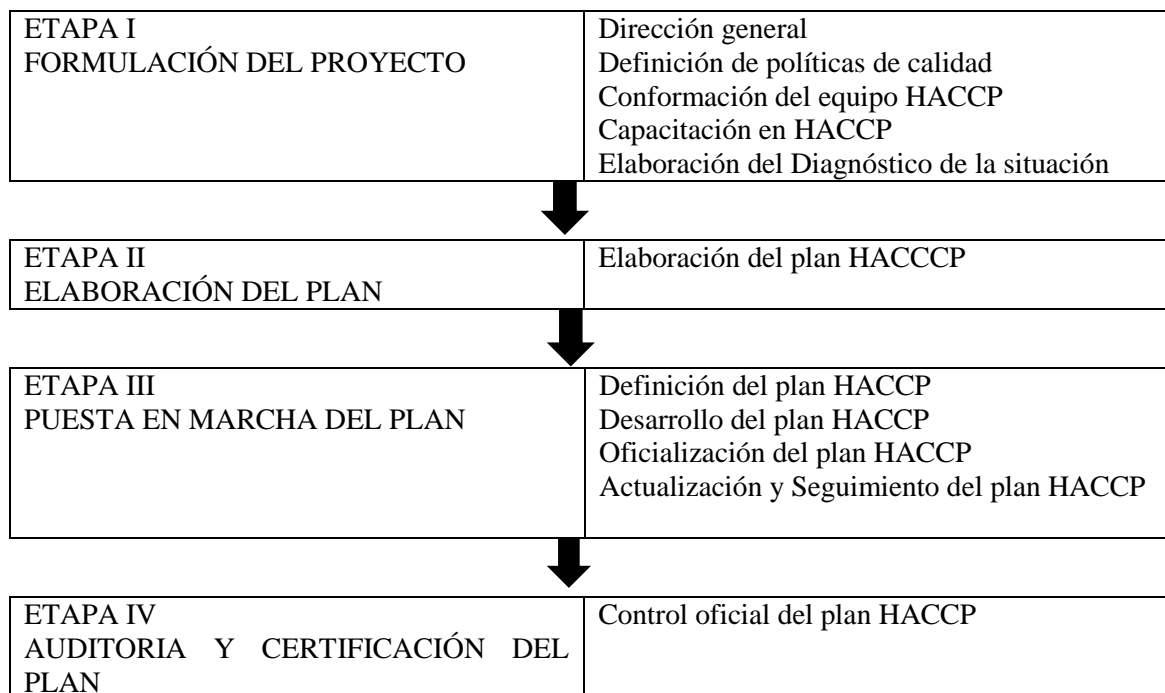 ETAPA I
FORMULACIÓN DEL PROYECTO
Dirección general
Definición de políticas de calidad
Conformación del equipo HACCP
Capacitación en HACCP
Elaboración del Diagnóstico de la situación
ETAPA II
ELABORACIÓN DEL PLAN
Elaboración del plan HACCCP
ETAPA III
PUESTA EN MARCHA DEL PLAN
Definición del plan HACCP
Desarrollo del plan HACCP
Oficialización del plan HACCP
Actualización y Seguimiento del plan HACCP
ETAPA IV
AUDITORIA Y CERTIFICACIÓN DEL
PLAN
Control oficial del plan HACCP